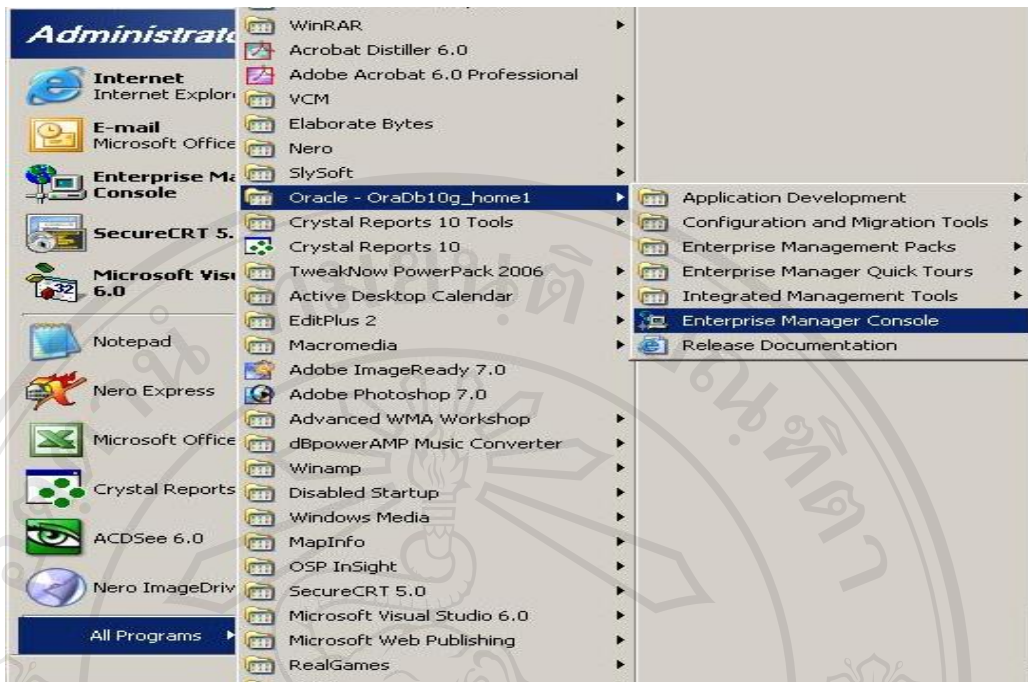 Administrato
Internet
Internet Explor
E-mail
Microsoft Office
Enterprise Ma
Console
SecureCRT 5.
Microsoft Visu
6.0
Notepad
Nero Express
Microsoft Office
Crystal Reports
ACDSee 6.0
Nero ImageDriv
All Programs
WinRAR
Acrobat Distiller 6.0
Adobe Acrobat 6.0 Professional
VCM
Elaborate Bytes
Nero
SlySoft
Oracle - OraDb10g_home1
Crystal Reports 10 Tools
Crystal Reports 10
TweakNow PowerPack 2006
Active Desktop Calendar
EditPlus 2
Macromedia
Adobe ImageReady 7.0
Adobe Photoshop 7.0
Advanced WMA Workshop
dBpowerAMP Music Converter
Winamp
Disabled Startup
Windows Media
MapInfo
OSP InSight
SecureCRT 5.0
Microsoft Visual Studio 6.0
Microsoft Web Publishing
RealGames
Application Development
Configuration and Migration Tools
Enterprise Management Packs
Enterprise Manager Quick Tours
Integrated Management Tools
Enterprise Manager Console
Release Documentation